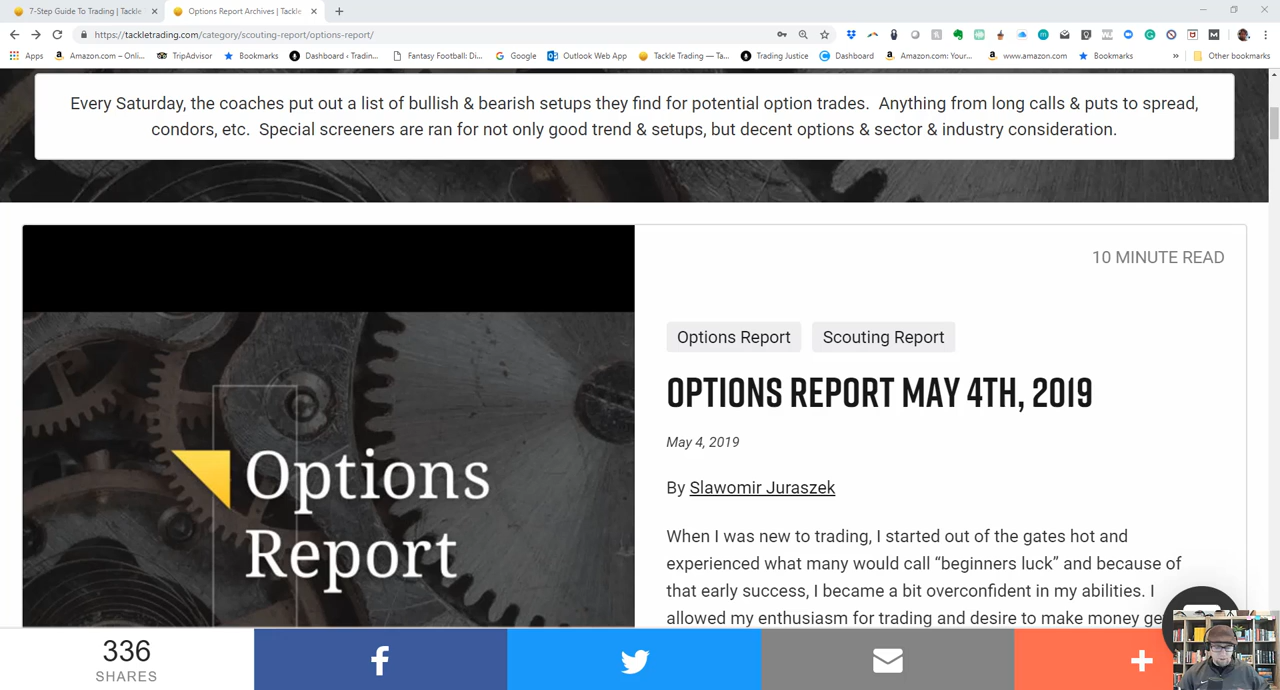 7-Step Guide To Trading | Tackle
Options Report Archives | Tackle
https://tackletrading.com/category/scouting-report/options-report/
Apps
Amazon.com – Onli...
TripAdvisor
Bookmarks
Dashboard ‹ Tradin...
Fantasy Football: Dr...
Google
Outlook Web App
Tackle Trading — Ta...
Trading Justice
Dashboard
Amazon.com: Your...
www.amazon.com
Bookmarks
»
Other bookmarks
Every Saturday, the coaches put out a list of bullish & bearish setups they find for potential option trades. Anything from long calls & puts to spread,
condors, etc. Special screeners are ran for not only good trend & setups, but decent options & sector & industry consideration.
10 MINUTE READ
Options Report
Scouting Report
OPTIONS REPORT MAY 4TH, 2019
May 4, 2019
By Slawomir Juraszek
When I was new to trading, I started out of the gates hot and
experienced what many would call “beginners luck” and because of
that early success, I became a bit overconfident in my abilities. I
allowed my enthusiasm for trading and desire to make money ge
Options
Report
336
SHARES